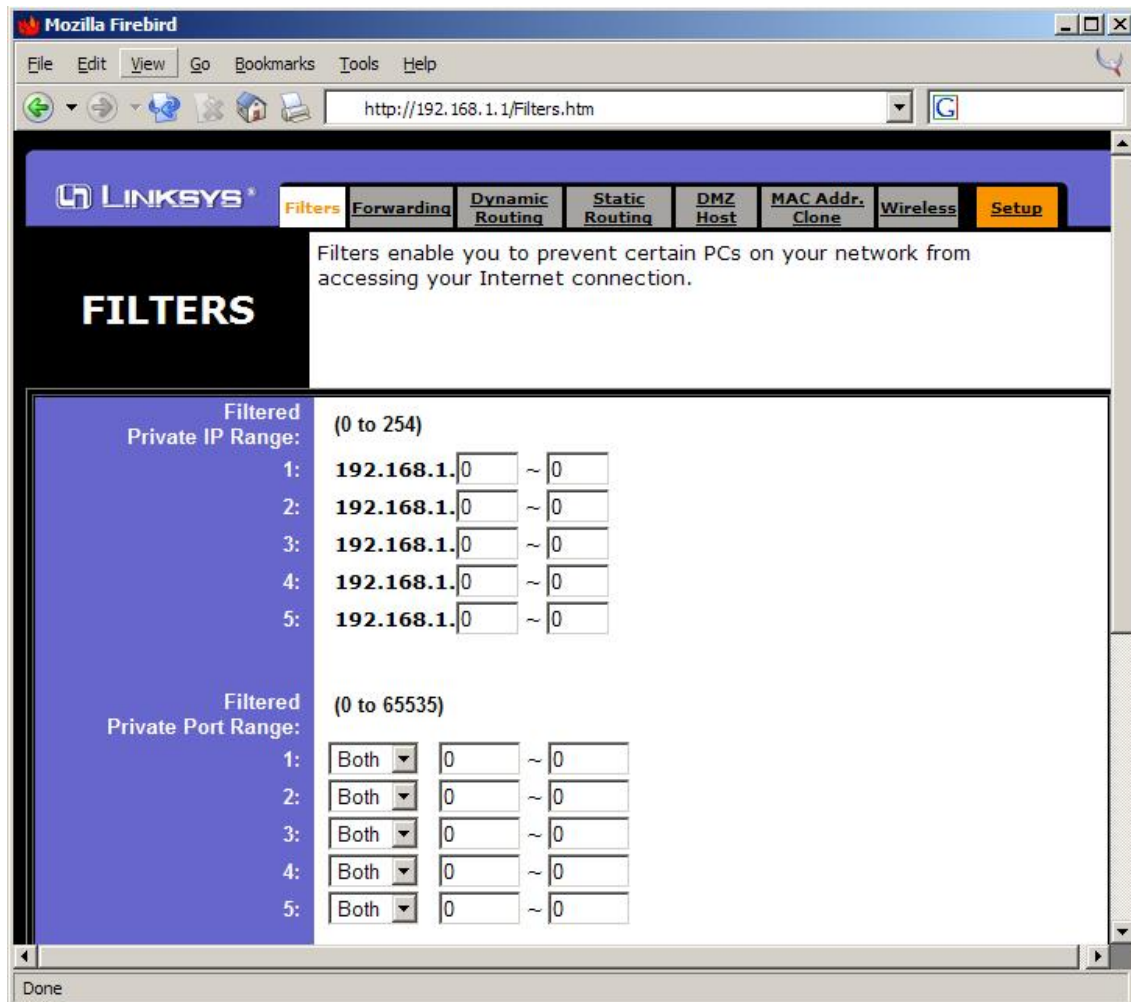 Mozilla Firebird
File Edit View Go Bookmarks Tools Help
http://192.168.1.1/Filters.htm
G
LINKSYS®
Filters Forwarding Dynamic Routing Static Routing DMZ Host MAC Addr. Clone Wireless Setup
FILTERS
Filters enable you to prevent certain PCs on your network from
accessing your Internet connection.
Filtered
Private IP Range:
(0 to 254)
1: 192.168.1. 0 ~ 0
2: 192.168.1. 0 ~ 0
3: 192.168.1. 0 ~ 0
4: 192.168.1. 0 ~ 0
5: 192.168.1. 0 ~ 0
Filtered
Private Port Range:
(0 to 65535)
1: Both 0 ~ 0
2: Both 0 ~ 0
3: Both 0 ~ 0
4: Both 0 ~ 0
5: Both 0 ~ 0
Done